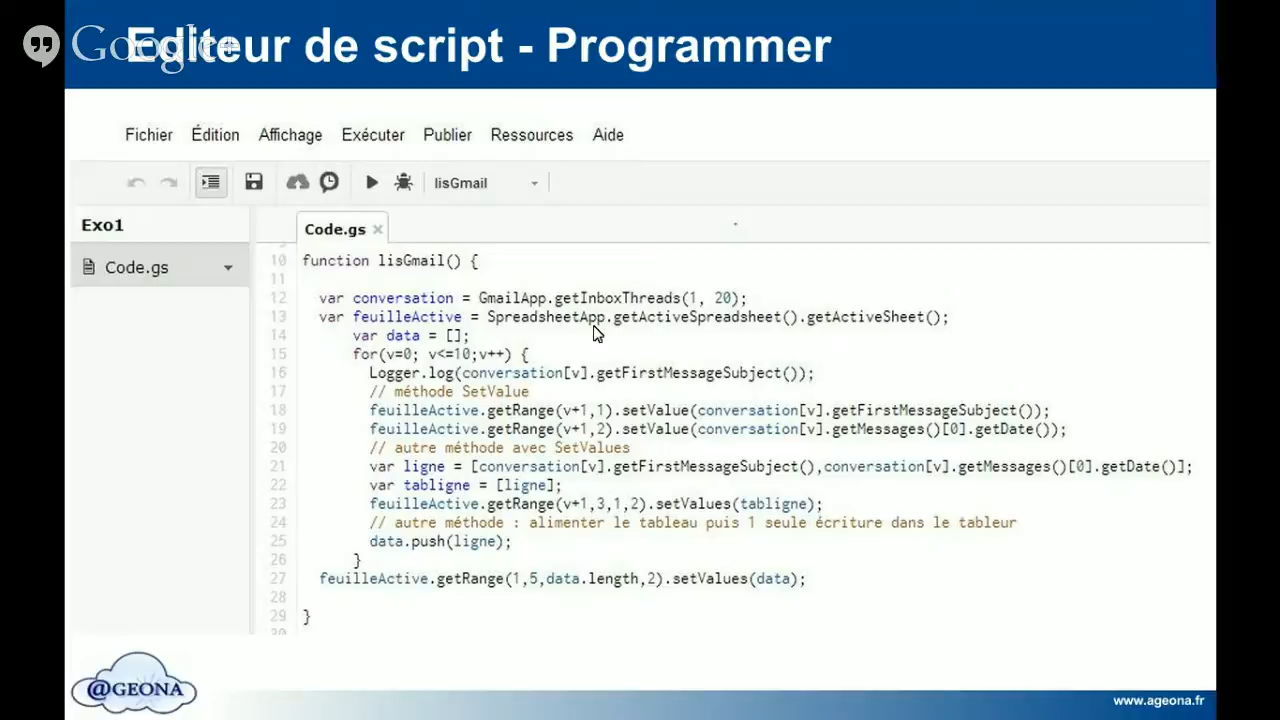 Google+
Editeur de script - Programmer
Fichier Édition Affichage Exécuter Publier Ressources Aide
lisGmail
Exo1
Code.gs
Code.gs
10 function lisGmail() {
11
12 var conversation = GmailApp.getInboxThreads(1, 20);
13 var feuilleActive = SpreadsheetApp.getActiveSpreadsheet().getActiveSheet();
14 var data = [];
15 for(v=0; v<=10;v++) {
16 Logger.log(conversation[v].getFirstMessageSubject());
17 // méthode SetValue
18 feuilleActive.getRange(v+1,1).setValue(conversation[v].getFirstMessageSubject());
19 feuilleActive.getRange(v+1,2).setValue(conversation[v].getMessages()[0].getDate());
20 // autre méthode avec SetValues
21 var ligne = [conversation[v].getFirstMessageSubject(),conversation[v].getMessages()[0].getDate()];
22 var tabligne = [ligne];
23 feuilleActive.getRange(v+1,3,1,2).setValues(tabligne);
24 // autre méthode : alimenter le tableau puis 1 seule écriture dans le tableur
25 data.push(ligne);
26 }
27 feuilleActive.getRange(1,5,data.length,2).setValues(data);
28
29 }
@GEONA
www.ageona.fr